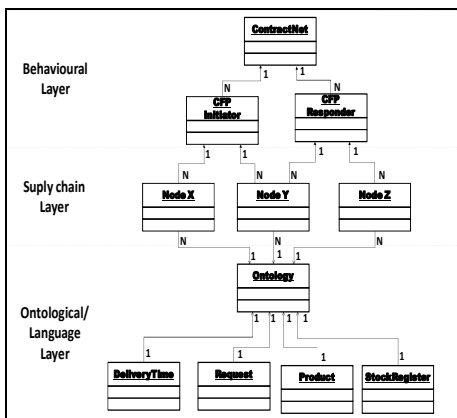 ContractNet
1
1
Behavioural
Layer
N
N
CFP
Initiator
CFP
Responder
1
1
1
1
Suply chain
Layer
N
N
N
N
Node X
Node Y
Node Z
N
N
N
1
1
1
Ontology
Ontological/
Language
Layer
1
1
1
1
1
1
1
1
DeliveryTime
Request
Product
StockRegister